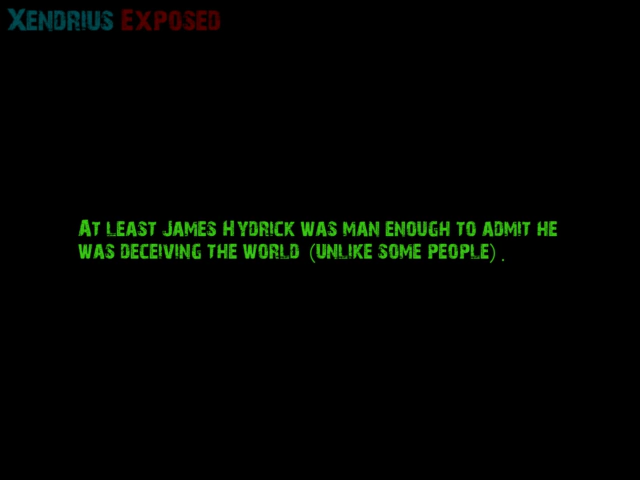 Xendrius Exposed
At least James Hydrick was man enough to admit he
was deceiving the world (unlike some people).